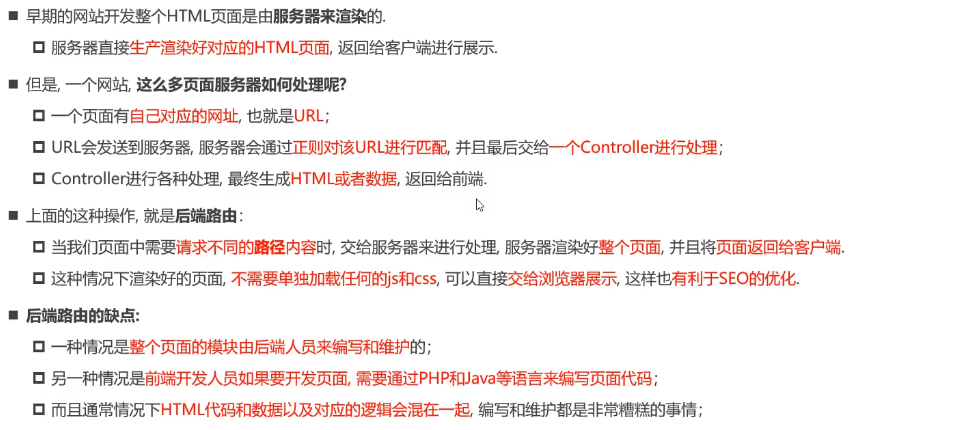 早期的网站开发整个HTML页面是由服务器来渲染的.
服务器直接生产渲染好对应的HTML页面, 返回给客户端进行展示.
但是, 一个网站, 这么多页面服务器如何处理呢?
一个页面有自己对应的网址, 也就是URL;
URL会发送到服务器, 服务器会通过正则对该URL进行匹配, 并且最后交给一个Controller进行处理;
Controller进行各种处理, 最终生成HTML或者数据, 返回给前端.
上面的这种操作, 就是后端路由:
当我们页面中需要请求不同的路径内容时, 交给服务器来进行处理, 服务器渲染好整个页面, 并且将页面返回给客户端.
这种情况下渲染好的页面, 不需要单独加载任何的js和css, 可以直接交给浏览器展示, 这样也有利于SEO的优化.
后端路由的缺点:
一种情况是整个页面的模块由后端人员来编写和维护的;
另一种情况是前端开发人员如果要开发页面, 需要通过PHP和Java等语言来编写页面代码;
而且通常情况下HTML代码和数据以及对应的逻辑会混在一起, 编写和维护都是非常糟糕的事情;